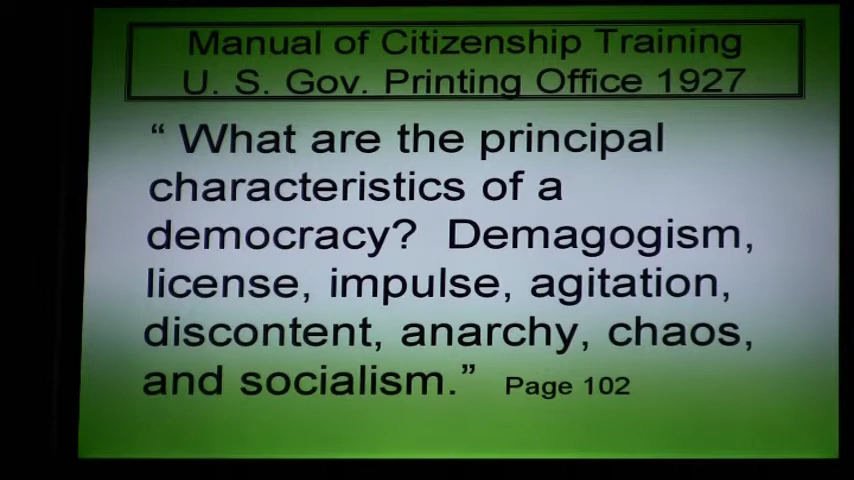 Manual of Citizenship Training
U. S. Gov. Printing Office 1927
“ What are the principal
characteristics of a
democracy? Demagogism,
license, impulse, agitation,
discontent, anarchy, chaos,
and socialism.” Page 102